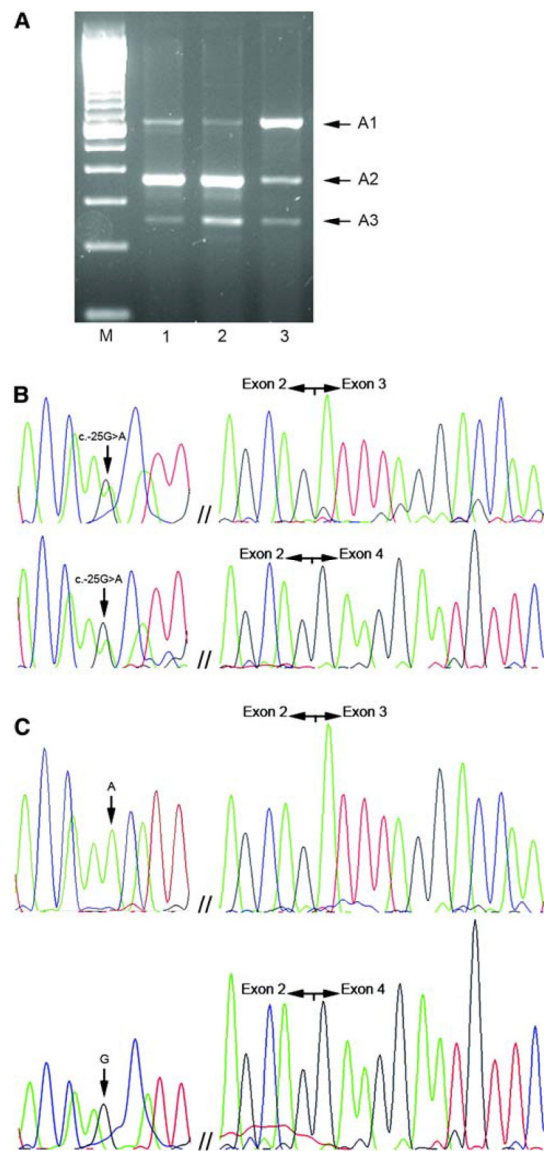 A
A1
A2
A3
M 1 2 3
B
Exon 2 Exon 3
c.-25G>A
//
Exon 2 Exon 4
c.-25G>A
//
C
Exon 2 Exon 3
A
//
Exon 2 Exon 4
G
//